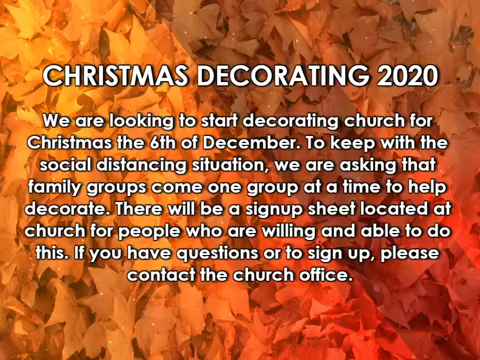 CHRISTMAS DECORATING 2020
We are looking to start decorating church for
Christmas the 6th of December. To keep with the
social distancing situation, we are asking that
family groups come one group at a time to help
decorate. There will be a signup sheet located at
church for people who are willing and able to do
this. If you have questions or to sign up, please
contact the church office.